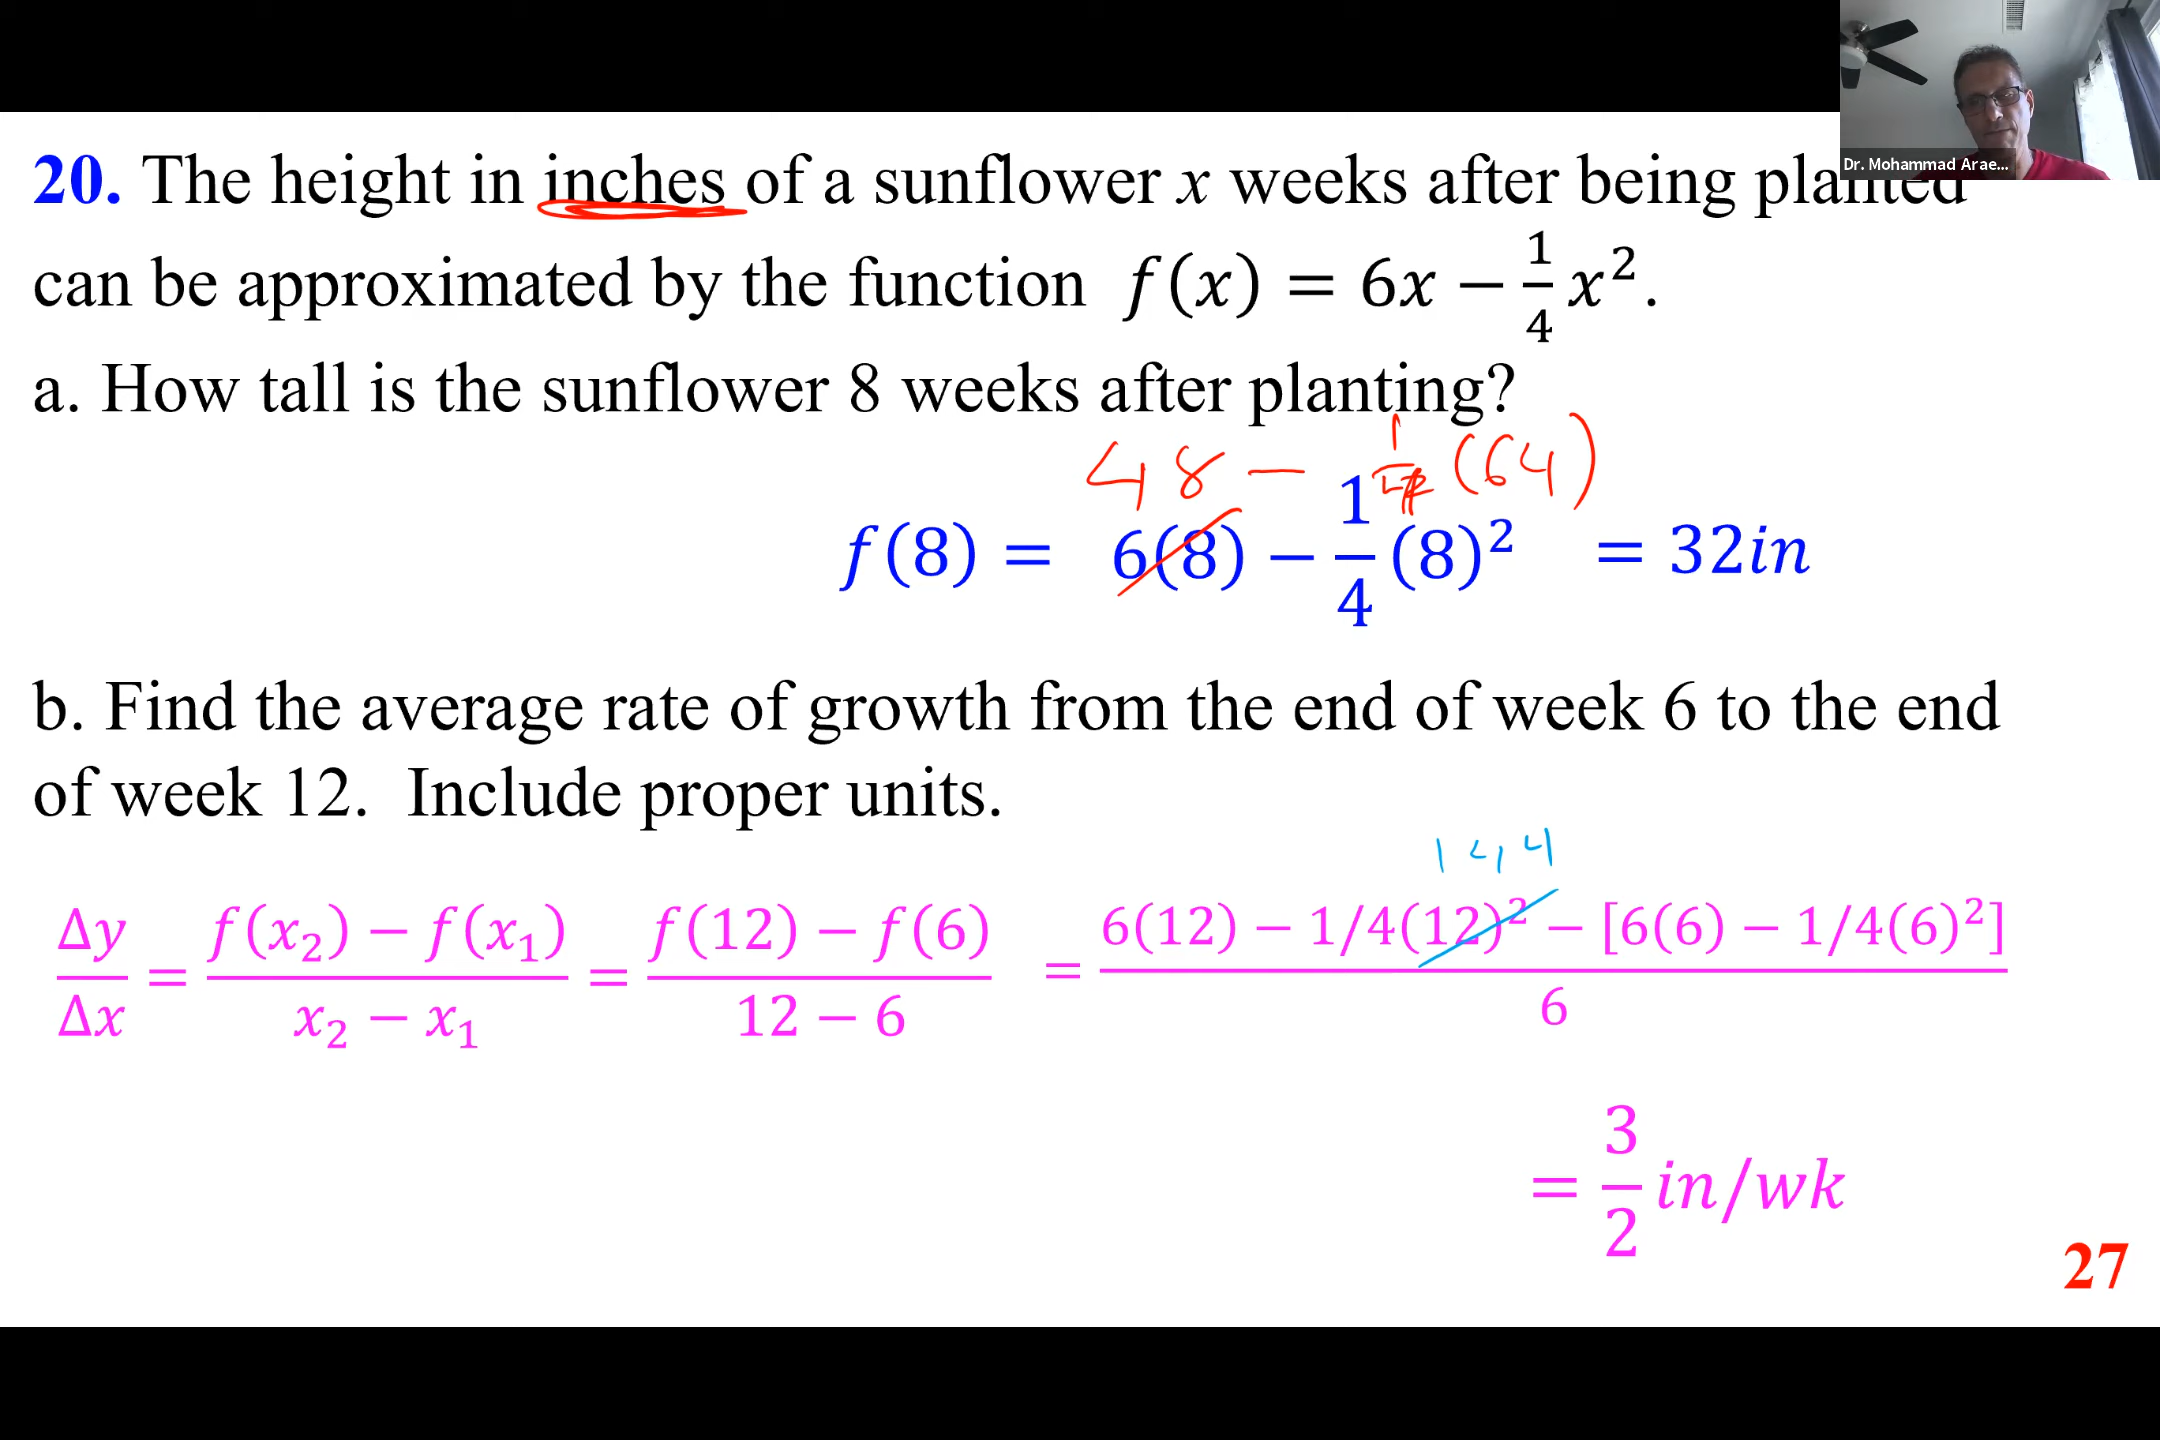 Dr. Mohammad Arae...
20. The height in inches of a sunflower x weeks after being planted
can be approximated by the function f(x) = 6x − 1/4 x².
a. How tall is the sunflower 8 weeks after planting?
48 − 1/4 (64)
f(8) = 6(8) − 1/4 (8)² = 32in
b. Find the average rate of growth from the end of week 6 to the end
of week 12. Include proper units.
144
Δy/Δx = (f(x₂) − f(x₁))/(x₂ − x₁) = (f(12) − f(6))/(12 − 6) = (6(12) − 1/4(12)² − [6(6) − 1/4(6)²])/6
= 3/2 in/wk
27